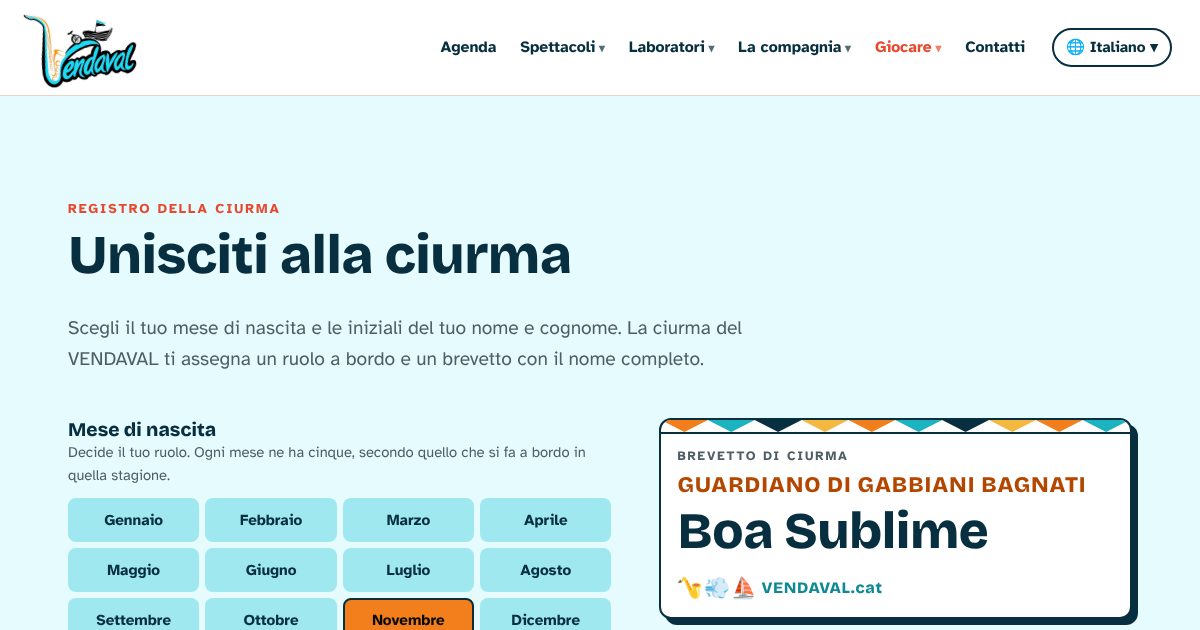 Vendaval
Agenda
Spettacoli ▾
Laboratori ▾
La compagnia ▾
Giocare ▾
Contatti
🌐 Italiano ▾
REGISTRO DELLA CIURMA
Unisciti alla ciurma
Scegli il tuo mese di nascita e le iniziali del tuo nome e cognome. La ciurma del
VENDAVAL ti assegna un ruolo a bordo e un brevetto con il nome completo.
Mese di nascita
Decide il tuo ruolo. Ogni mese ne ha cinque, secondo quello che si fa a bordo in
quella stagione.
Gennaio
Febbraio
Marzo
Aprile
Maggio
Giugno
Luglio
Agosto
Settembre
Ottobre
Novembre
Dicembre
BREVETTO DI CIURMA
GUARDIANO DI GABBIANI BAGNATI
Boa Sublime
🎷💨⛵ VENDAVAL.cat